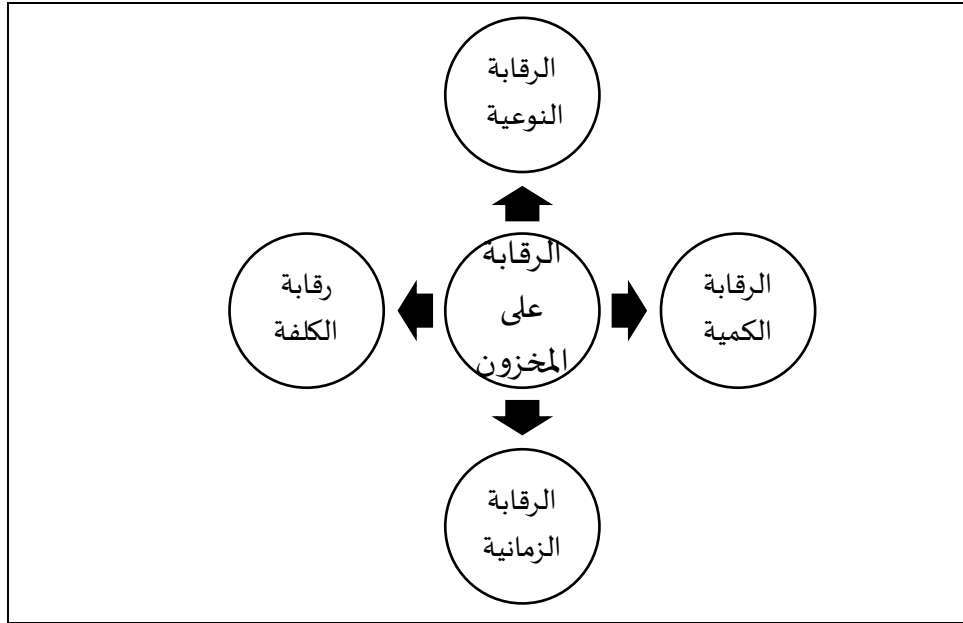 الرقابة
النوعية
الرقابة
الكمية
الرقابة
على
المخزون
رقابة
الكلفة
الرقابة
الزمانية